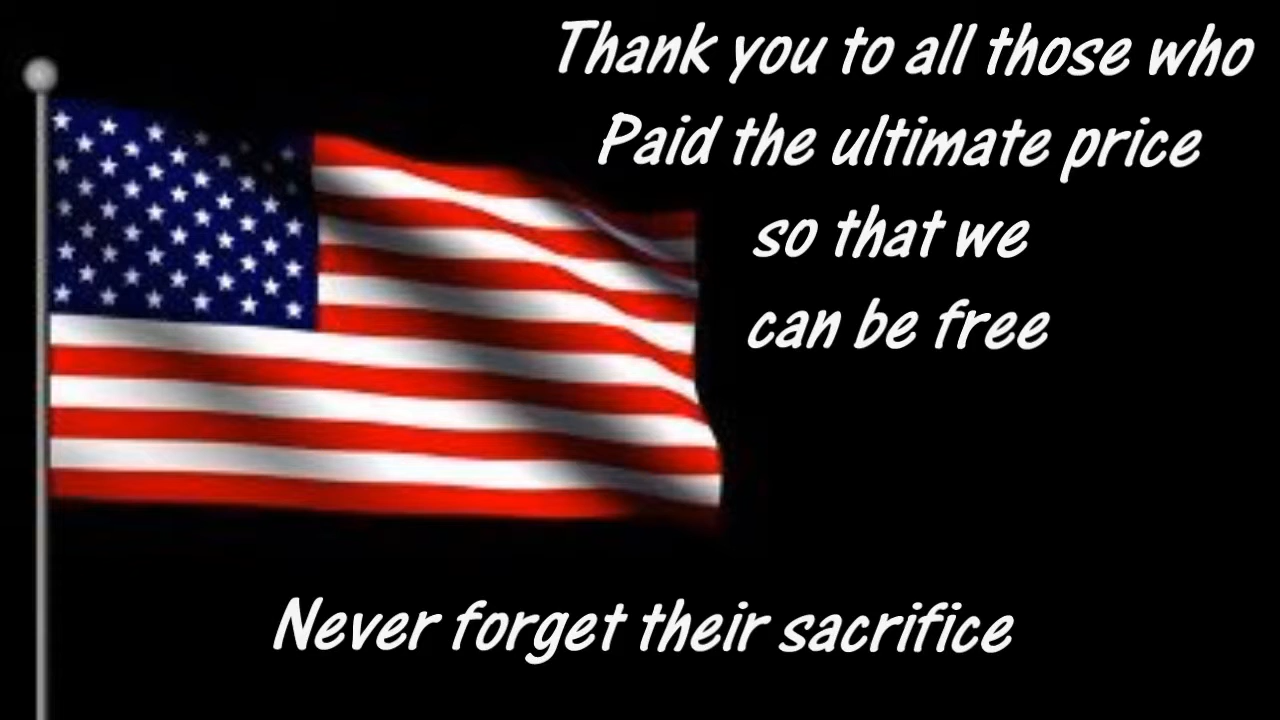 Thank you to all those who
Paid the ultimate price
so that we
can be free
Never forget their sacrifice